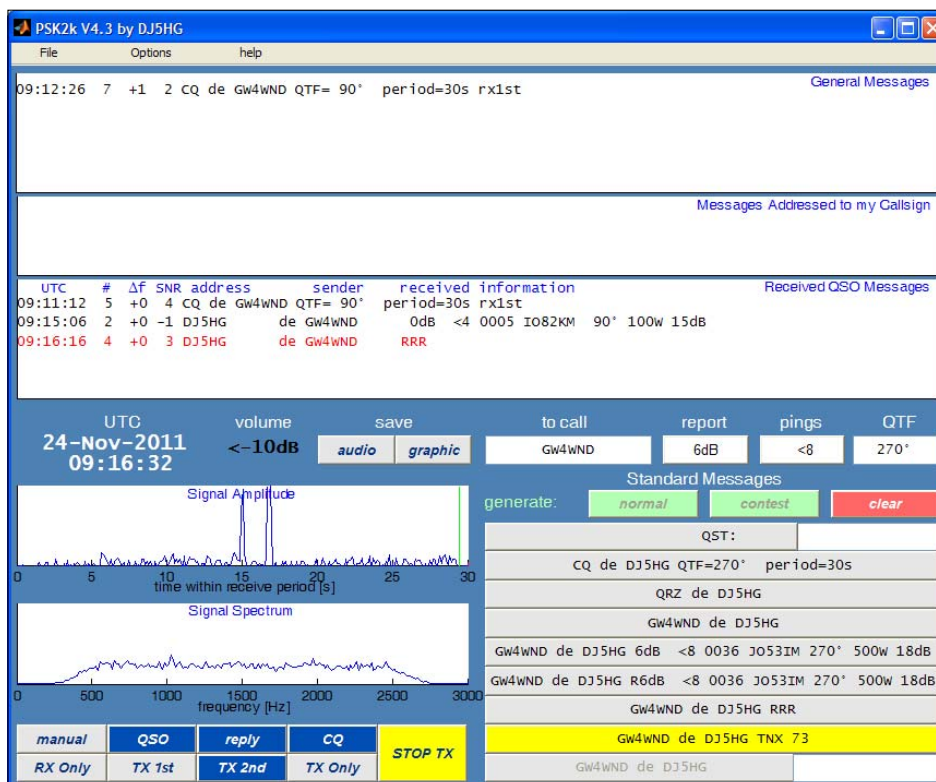 PSK2k V4.3 by DJ5HG
File Options help
General Messages
09:12:26 7 +1 2 CQ de GW4WND QTF= 90° period=30s rx1st
Messages Addressed to my Callsign
Received QSO Messages
UTC # Δf SNR address sender received information
09:11:12 5 +0 4 CQ de GW4WND QTF= 90° period=30s rx1st
09:15:06 2 +0 -1 DJ5HG de GW4WND 0dB <4 0005 IO82KM 90° 100W 15dB
09:16:16 4 +0 3 DJ5HG de GW4WND RRR
UTC volume save to call report pings QTF
24-Nov-2011
09:16:32
<-10dB audio graphic GW4WND 6dB <8 270°
Standard Messages
generate: normal contest clear
Signal Amplitude
0 5 10 15 20 25 30
time within receive period [s]
Signal Spectrum
0 500 1000 1500 2000 2500 3000
frequency [Hz]
QST:
CQ de DJ5HG QTF=270° period=30s
QRZ de DJ5HG
GW4WND de DJ5HG
GW4WND de DJ5HG 6dB <8 0036 JO53IM 270° 500W 18dB
GW4WND de DJ5HG R6dB <8 0036 JO53IM 270° 500W 18dB
GW4WND de DJ5HG RRR
GW4WND de DJ5HG TNX 73
GW4WND de DJ5HG
manual QSO reply CQ STOP TX
RX Only TX 1st TX 2nd TX Only